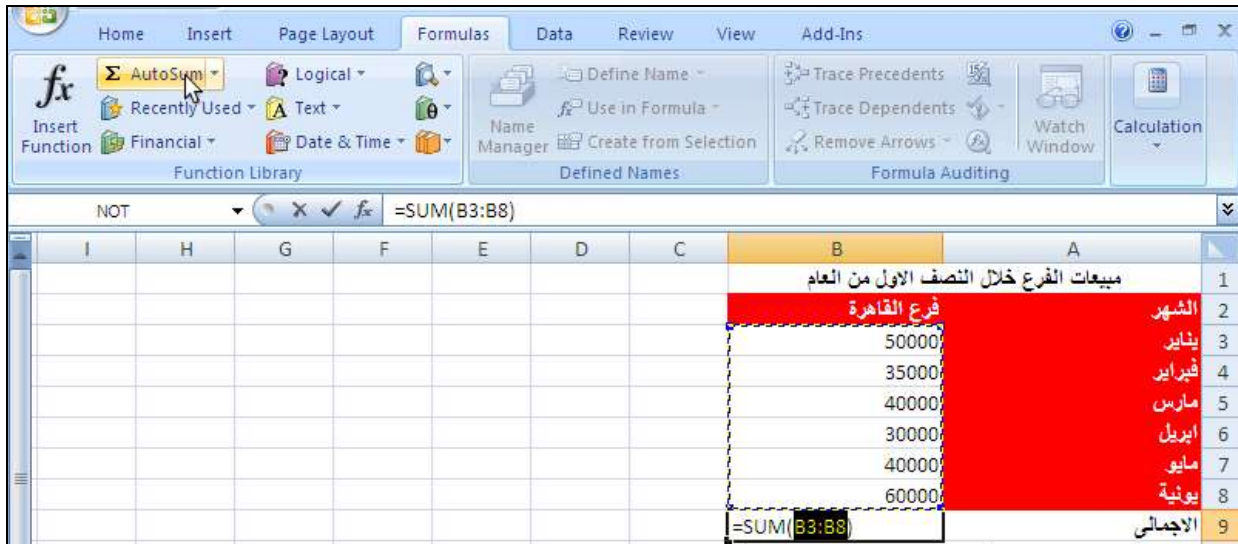 Home Insert Page Layout Formulas Data Review View Add-Ins
fx Σ AutoSum Logical Define Name Trace Precedents
Recently Used Text Use in Formula Trace Dependents
Insert Function Financial Date & Time Name Manager Create from Selection Remove Arrows Watch Window Calculation
Function Library Defined Names Formula Auditing
NOT fx =SUM(B3:B8)
I H G F E D C B A
مبيعات الفرع خلال النصف الاول من العام 1
الشهر فرع القاهرة 2
يناير 50000 3
فبراير 35000 4
مارس 40000 5
ابريل 30000 6
مايو 40000 7
يونية 60000 8
الاجمالى =SUM(B3:B8) 9